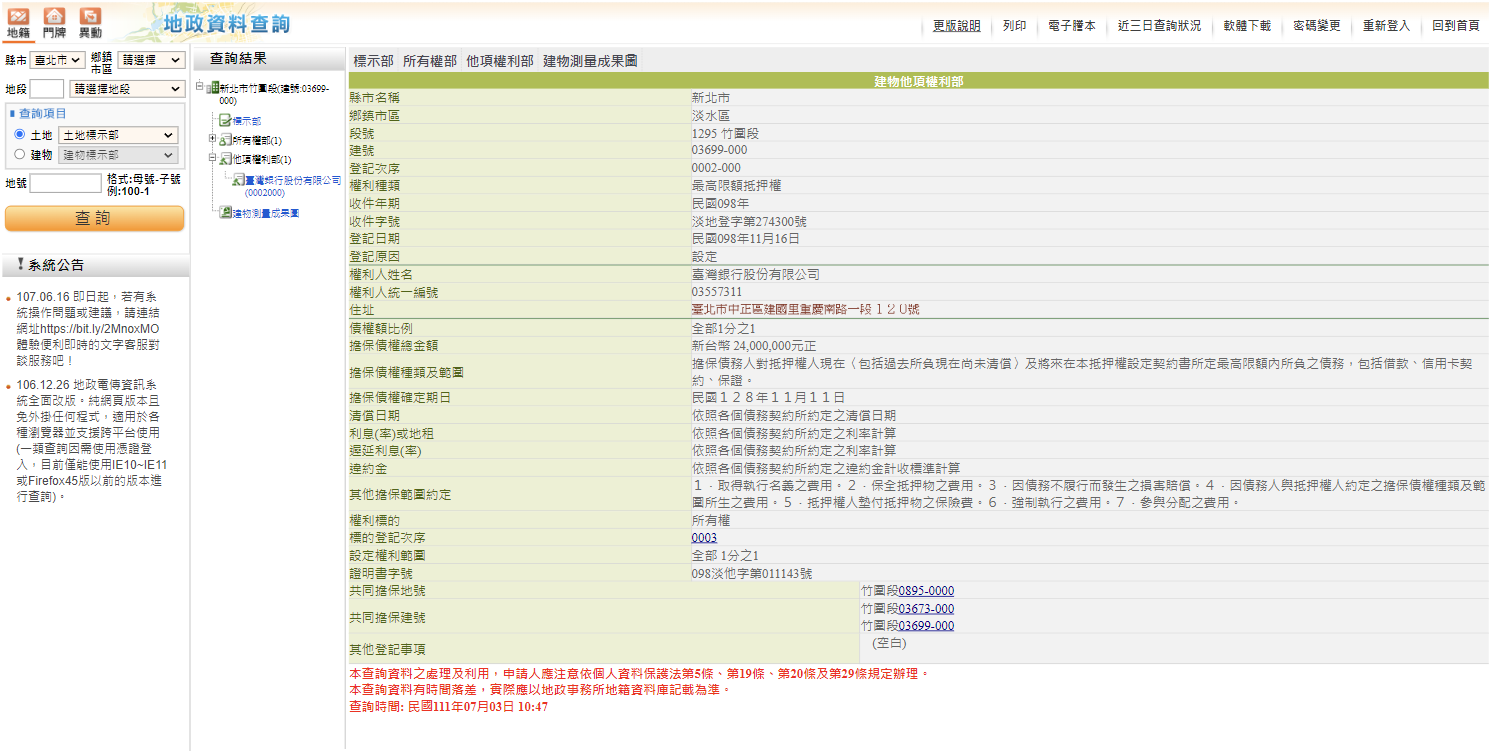 地籍 門牌 異動 地政資料查詢 更版說明 列印 電子謄本 近三日查詢狀況 軟體下載 密碼變更 重新登入 回到首頁
縣市 臺北市 鄉鎮市區 請選擇
地段 請選擇地段
查詢項目
土地 土地標示部
建物 建物標示部
地號 格式:母號-子號
例:100-1
查 詢
系統公告
107.06.16 即日起，若有系
統操作問題或建議，請連結
網址https://bit.ly/2MnoxMO
體驗便利即時的文字客服對
談服務吧！
106.12.26 地政電傳資訊系
統全面改版。純網頁版本且
免外掛任何程式，適用於各
種瀏覽器並支援跨平台使用
(一類查詢因需使用憑證登
入，目前僅能使用IE10~IE11
或Firefox45版以前的版本進
行查詢)。
查詢結果
新北市竹圍段(建號:03699-
000)
標示部
所有權部(1)
他項權利部(1)
臺灣銀行股份有限公司
(0002000)
建物測量成果圖
標示部 所有權部 他項權利部 建物測量成果圖
建物他項權利部
縣市名稱 新北市
鄉鎮市區 淡水區
段號 1295 竹圍段
建號 03699-000
登記次序 0002-000
權利種類 最高限額抵押權
收件年期 民國098年
收件字號 淡地登字第274300號
登記日期 民國098年11月16日
登記原因 設定
權利人姓名 臺灣銀行股份有限公司
權利人統一編號 03557311
住址 臺北市中正區建國里重慶南路一段１２０號
債權額比例 全部1分之1
擔保債權總金額 新台幣 24,000,000元正
擔保債權種類及範圍 擔保債務人對抵押權人現在（包括過去所負現在尚未清償）及將來在本抵押權設定契約書所定最高限額內所負之債務，包括借款、信用卡契
約、保證。
擔保債權確定期日 民國１２８年１１月１１日
清償日期 依照各個債務契約所約定之清償日期
利息(率)或地租 依照各個債務契約所約定之利率計算
遲延利息(率) 依照各個債務契約所約定之利率計算
違約金 依照各個債務契約所約定之違約金計收標準計算
其他擔保範圍約定 １．取得執行名義之費用。２．保全抵押物之費用。３．因債務不履行而發生之損害賠償。４．因債務人與抵押權人約定之擔保債權種類及範
圍所生之費用。５．抵押權人墊付抵押物之保險費。６．強制執行之費用。７．參與分配之費用。
權利標的 所有權
標的登記次序 0003
設定權利範圍 全部 1分之1
證明書字號 098淡他字第011143號
共同擔保地號 竹圍段0895-0000
共同擔保建號 竹圍段03673-000
竹圍段03699-000
其他登記事項 (空白)
本查詢資料之處理及利用，申請人應注意依個人資料保護法第5條、第19條、第20條及第29條規定辦理。
本查詢資料有時間落差，實際應以地政事務所地籍資料庫記載為準。
查詢時間: 民國111年07月03日 10:47